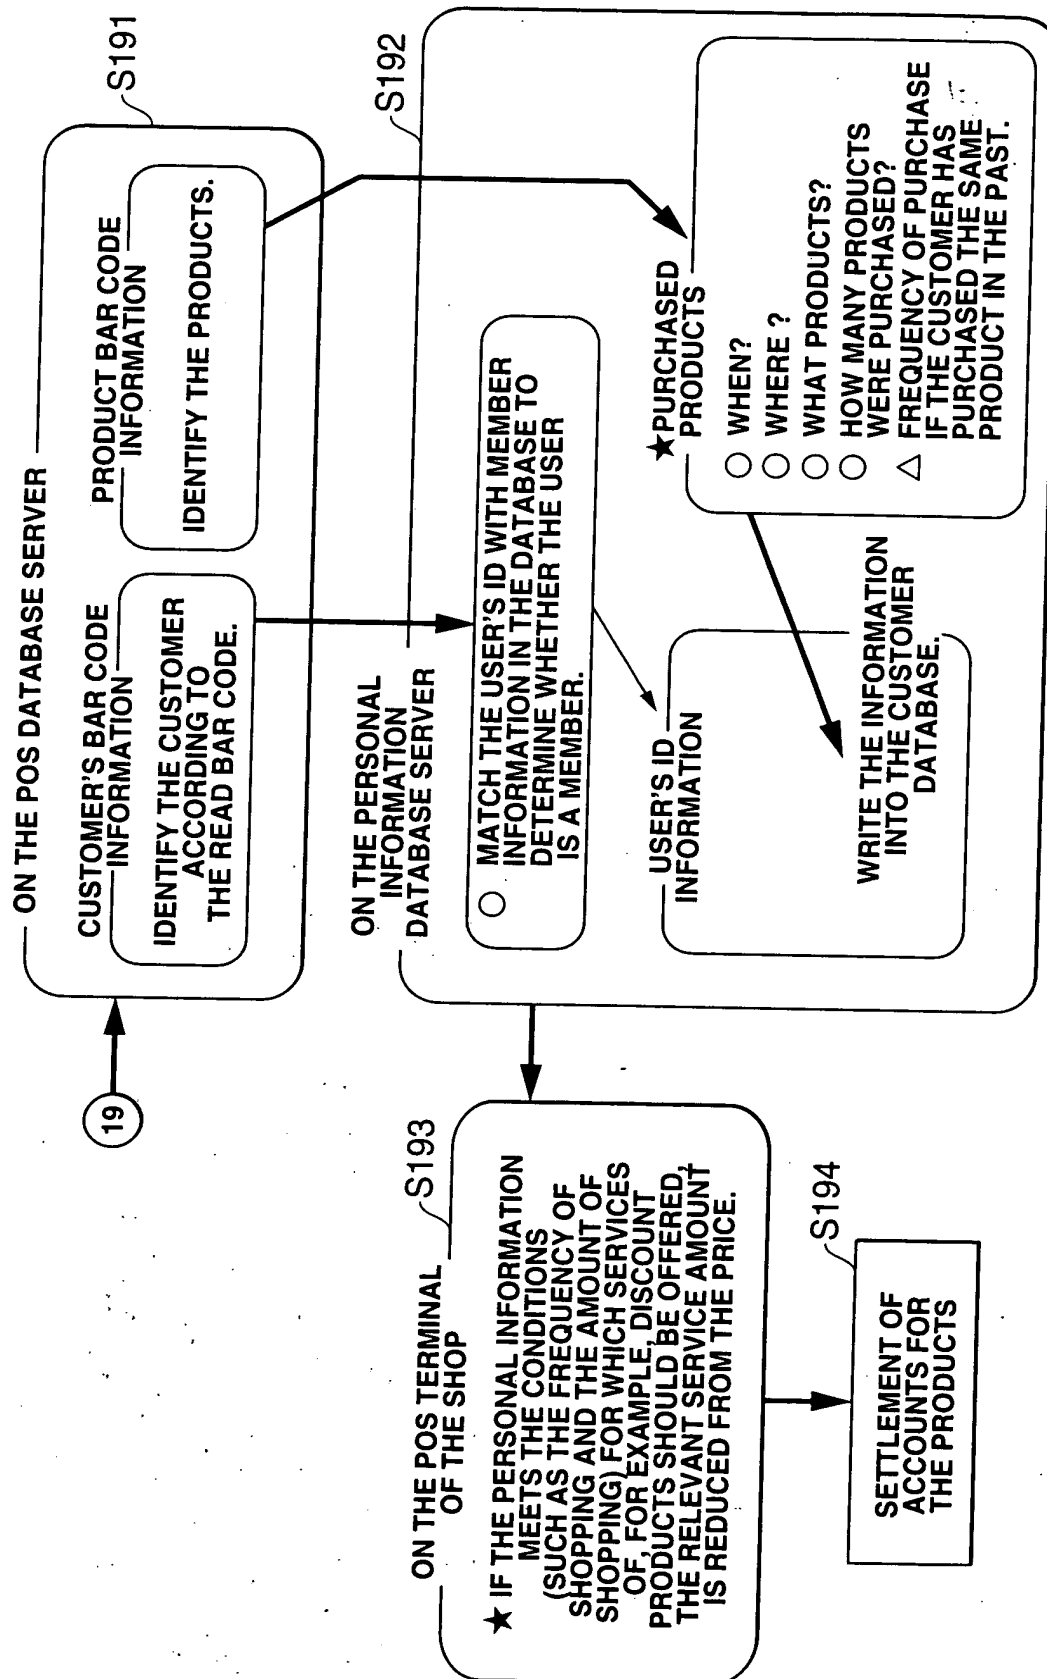 19
ON THE POS DATABASE SERVER
S191
CUSTOMER'S BAR CODE
INFORMATION
IDENTIFY THE CUSTOMER
ACCORDING TO
THE READ BAR CODE.
PRODUCT BAR CODE
INFORMATION
IDENTIFY THE PRODUCTS.
ON THE PERSONAL
INFORMATION
DATABASE SERVER
S192
○ MATCH THE USER'S ID WITH MEMBER
INFORMATION IN THE DATABASE TO
DETERMINE WHETHER THE USER
IS A MEMBER.
USER'S ID
INFORMATION
WRITE THE INFORMATION
INTO THE CUSTOMER
DATABASE.
★ PURCHASED
PRODUCTS
○ WHEN?
○ WHERE ?
○ WHAT PRODUCTS?
○ HOW MANY PRODUCTS
WERE PURCHASED?
△ FREQUENCY OF PURCHASE
IF THE CUSTOMER HAS
PURCHASED THE SAME
PRODUCT IN THE PAST.
ON THE POS TERMINAL
OF THE SHOP
S193
★ IF THE PERSONAL INFORMATION
MEETS THE CONDITIONS
(SUCH AS THE FREQUENCY OF
SHOPPING AND THE AMOUNT OF
SHOPPING) FOR WHICH SERVICES
OF, FOR EXAMPLE, DISCOUNT
PRODUCTS SHOULD BE OFFERED,
THE RELEVANT SERVICE AMOUNT
IS REDUCED FROM THE PRICE.
S194
SETTLEMENT OF
ACCOUNTS FOR
THE PRODUCTS